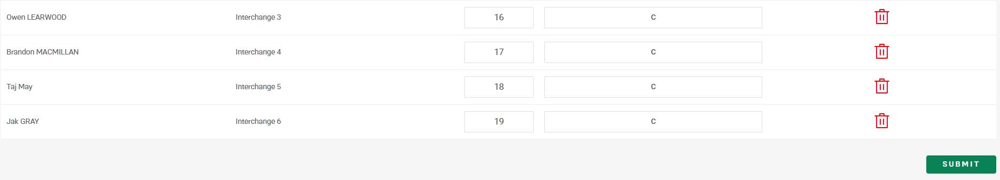 Owen LEARWOOD Interchange 3 16 C
Brandon MACMILLAN Interchange 4 17 C
Taj May Interchange 5 18 C
Jak GRAY Interchange 6 19 C
SUBMIT